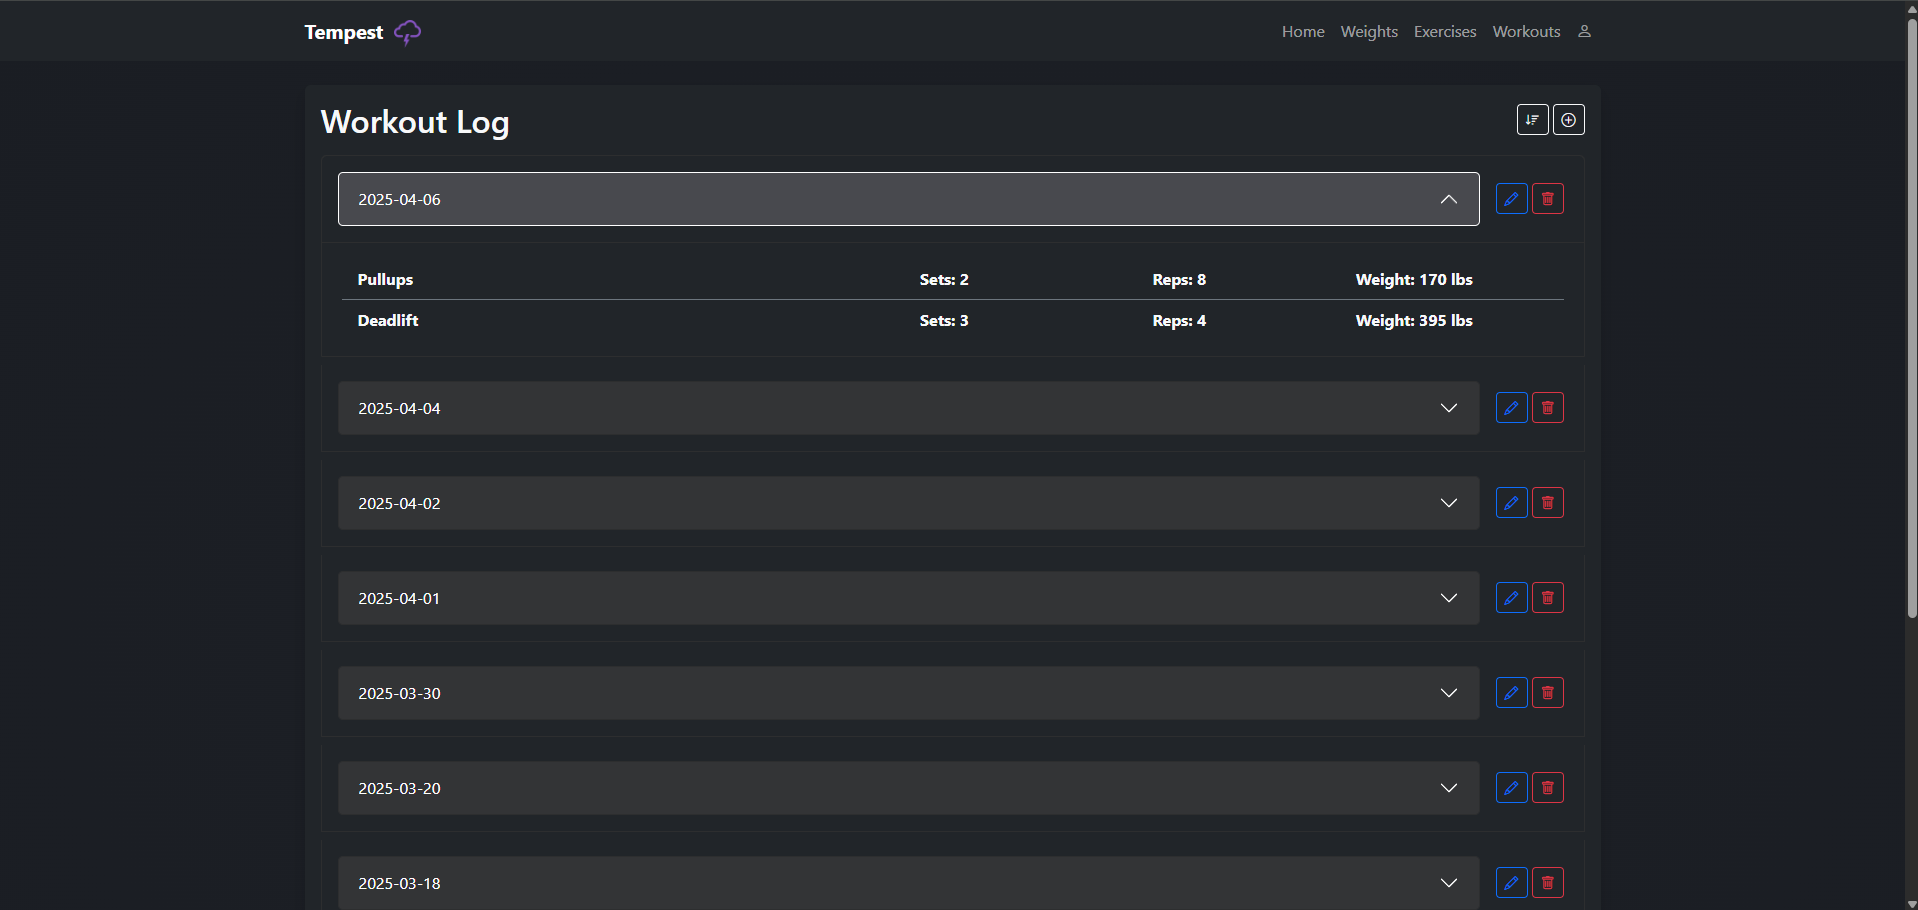 Tempest
Home Weights Exercises Workouts
Workout Log
2025-04-06
Pullups Sets: 2 Reps: 8 Weight: 170 lbs
Deadlift Sets: 3 Reps: 4 Weight: 395 lbs
2025-04-04
2025-04-02
2025-04-01
2025-03-30
2025-03-20
2025-03-18